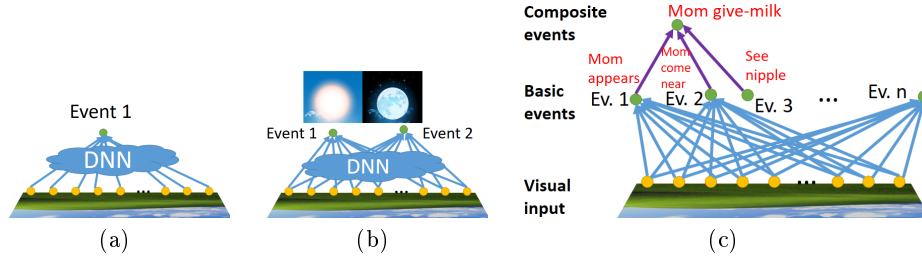 Event 1
DNN
...
(a)
Event 1
Event 2
DNN
...
(b)
Composite
events
Mom give-milk
Mom
appears
Mom
come
near
See
nipple
Basic
events
Ev. 1
Ev. 2
Ev. 3
...
Ev. n
Visual
input
...
(c)